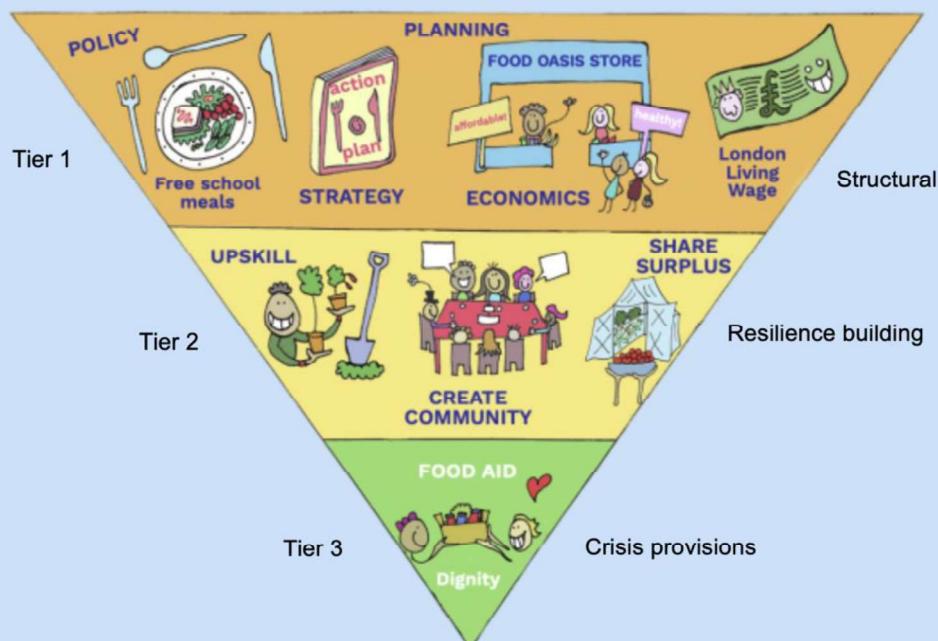 POLICY
PLANNING
FOOD OASIS STORE
action
plan
affordable!
healthy!
Tier 1
Free school
meals
STRATEGY
ECONOMICS
London
Living
Wage
Structural
UPSKILL
SHARE
SURPLUS
Tier 2
Resilience building
CREATE
COMMUNITY
FOOD AID
Tier 3
Crisis provisions
Dignity